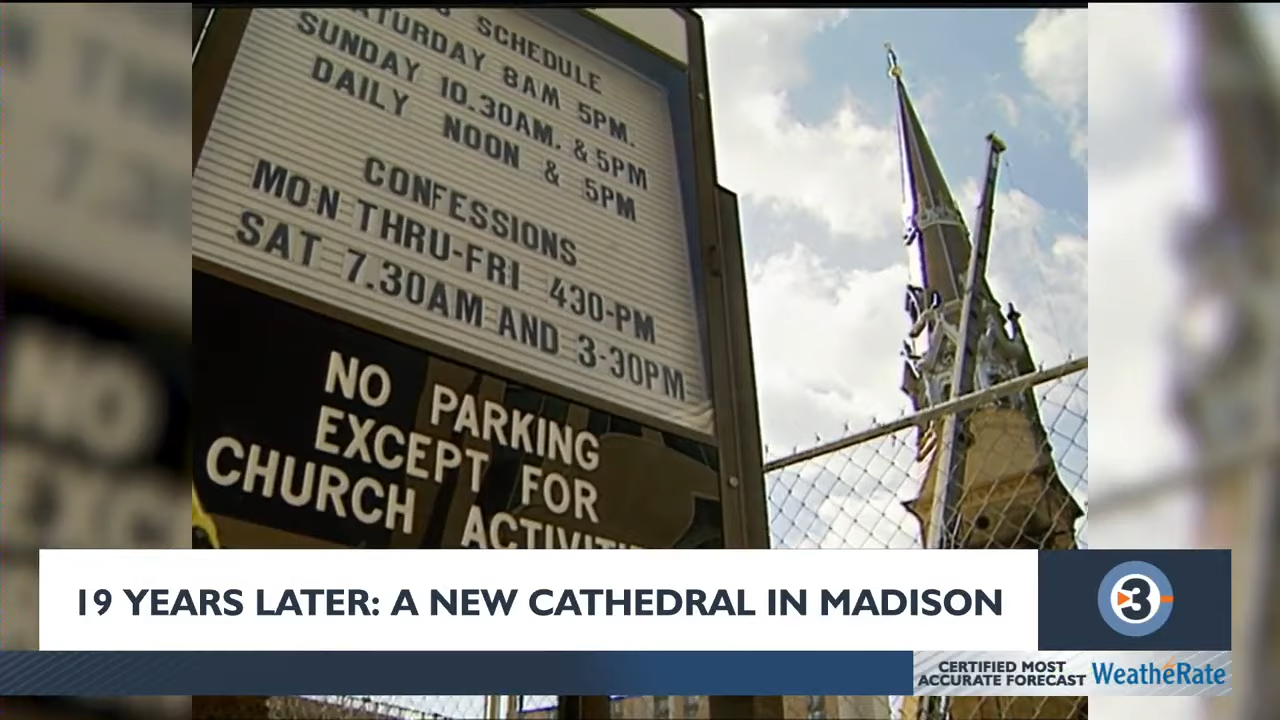 SCHEDULE
SATURDAY 8AM 5PM.
SUNDAY 10.30AM. & 5PM
DAILY NOON & 5PM
CONFESSIONS
MON THRU-FRI 430-PM
SAT 7.30AM AND 3-30PM
NO PARKING
EXCEPT FOR
CHURCH
19 YEARS LATER: A NEW CATHEDRAL IN MADISON
3
CERTIFIED MOST
ACCURATE FORECAST
WeatheRate